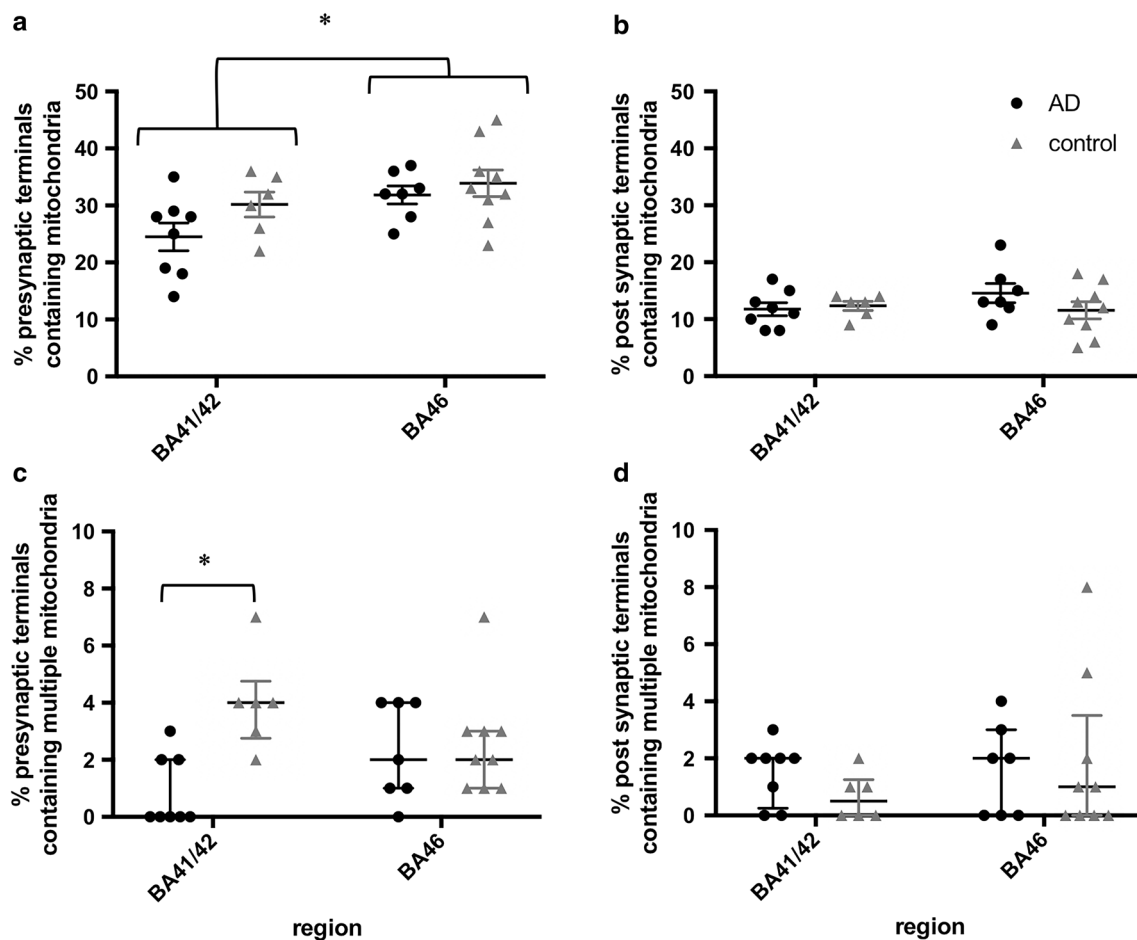 a
*
% presynaptic terminals
containing mitochondria
50
40
30
20
10
0
BA41/42
BA46
b
% post synaptic terminals
containing mitochondria
50
40
30
20
10
0
AD
control
BA41/42
BA46
c
% presynaptic terminals
containing multiple mitochondria
10
8
6
4
2
0
*
BA41/42
BA46
region
d
% post synaptic terminals
containing multiple mitochondria
10
8
6
4
2
0
BA41/42
BA46
region